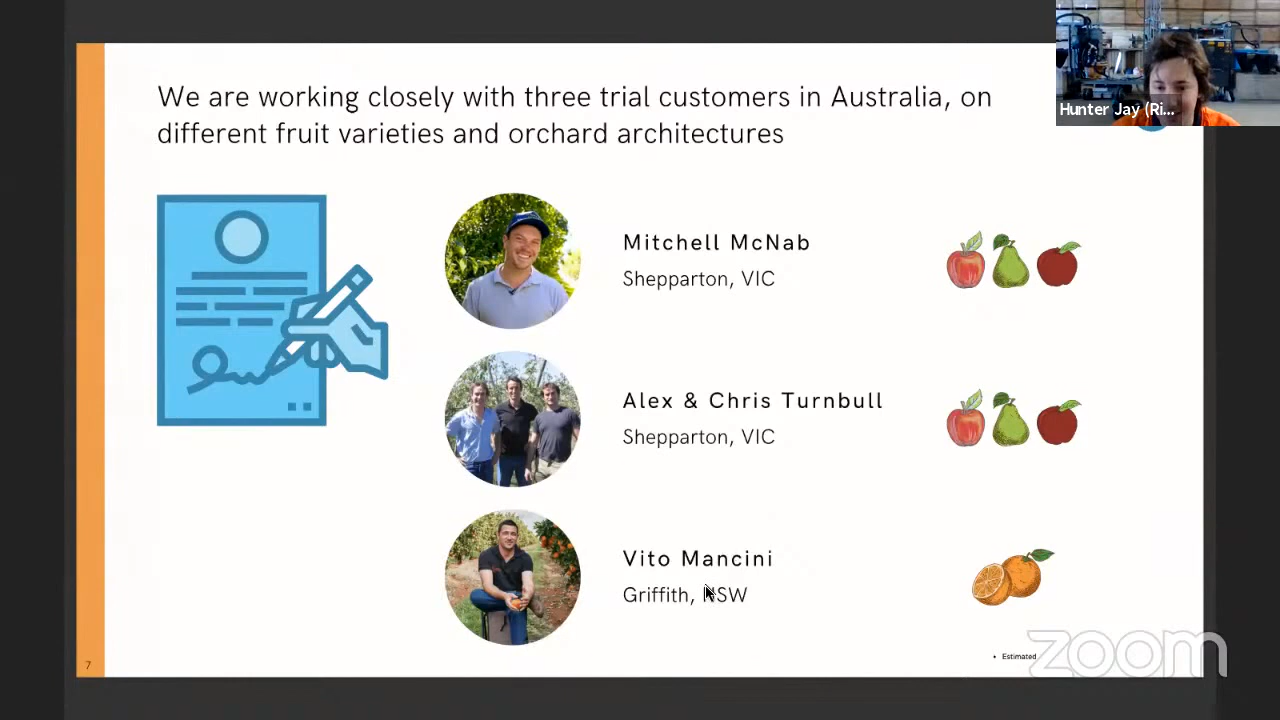 We are working closely with three trial customers in Australia, on
different fruit varieties and orchard architectures
Hunter Jay (Ri...
Mitchell McNab
Shepparton, VIC
Alex & Chris Turnbull
Shepparton, VIC
Vito Mancini
Griffith, NSW
7
• Estimated
zoom